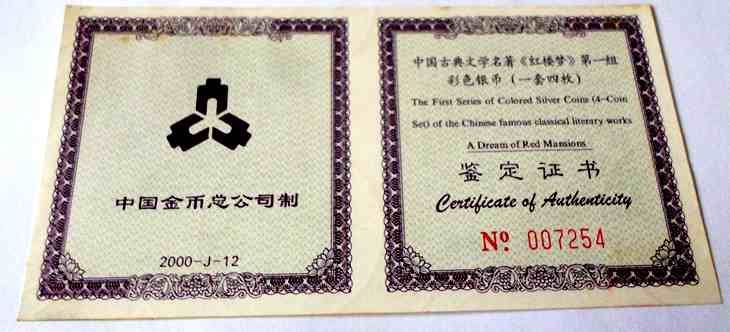 中国金币总公司制
2000-J-12
中国古典文学名著《红楼梦》第一组
彩色银币(一套四枚)
The First Series of Colored Silver Coins (4-Coin
Set) of the Chinese famous classical literary works
A Dream of Red Mansions
鉴定证书
Certificate of Authenticity
Nº 007254